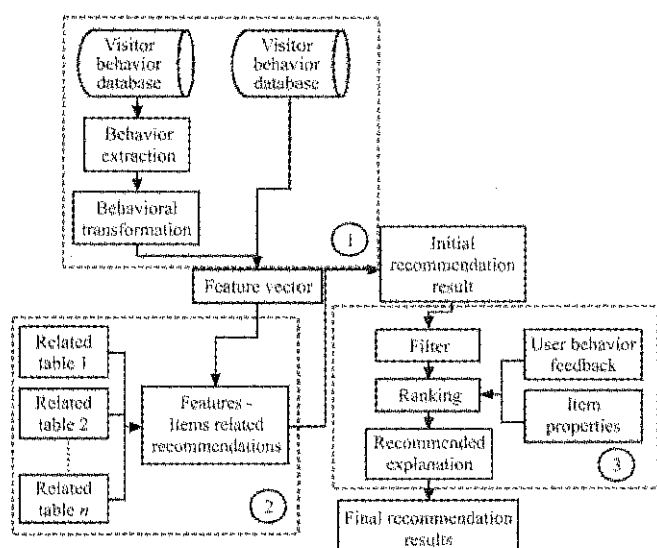 Visitor
behavior
database
Visitor
behavior
database
Behavior
extraction
Behavioral
transformation
1
Feature vector
Initial
recommendation
result
Related
table 1
Related
table 2
Related
table n
Features -
Items related
recommendations
2
Filter
Ranking
Recommended
explanation
User behavior
feedback
Item
properties
3
Final recommendation
results